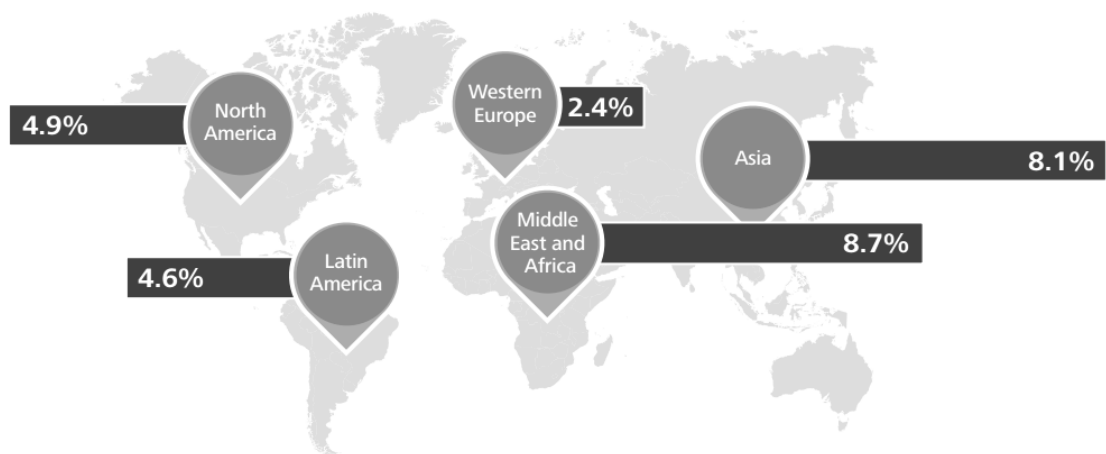 North
America
4.9%
Western
Europe
2.4%
Asia
8.1%
Middle
East and
Africa
8.7%
Latin
America
4.6%